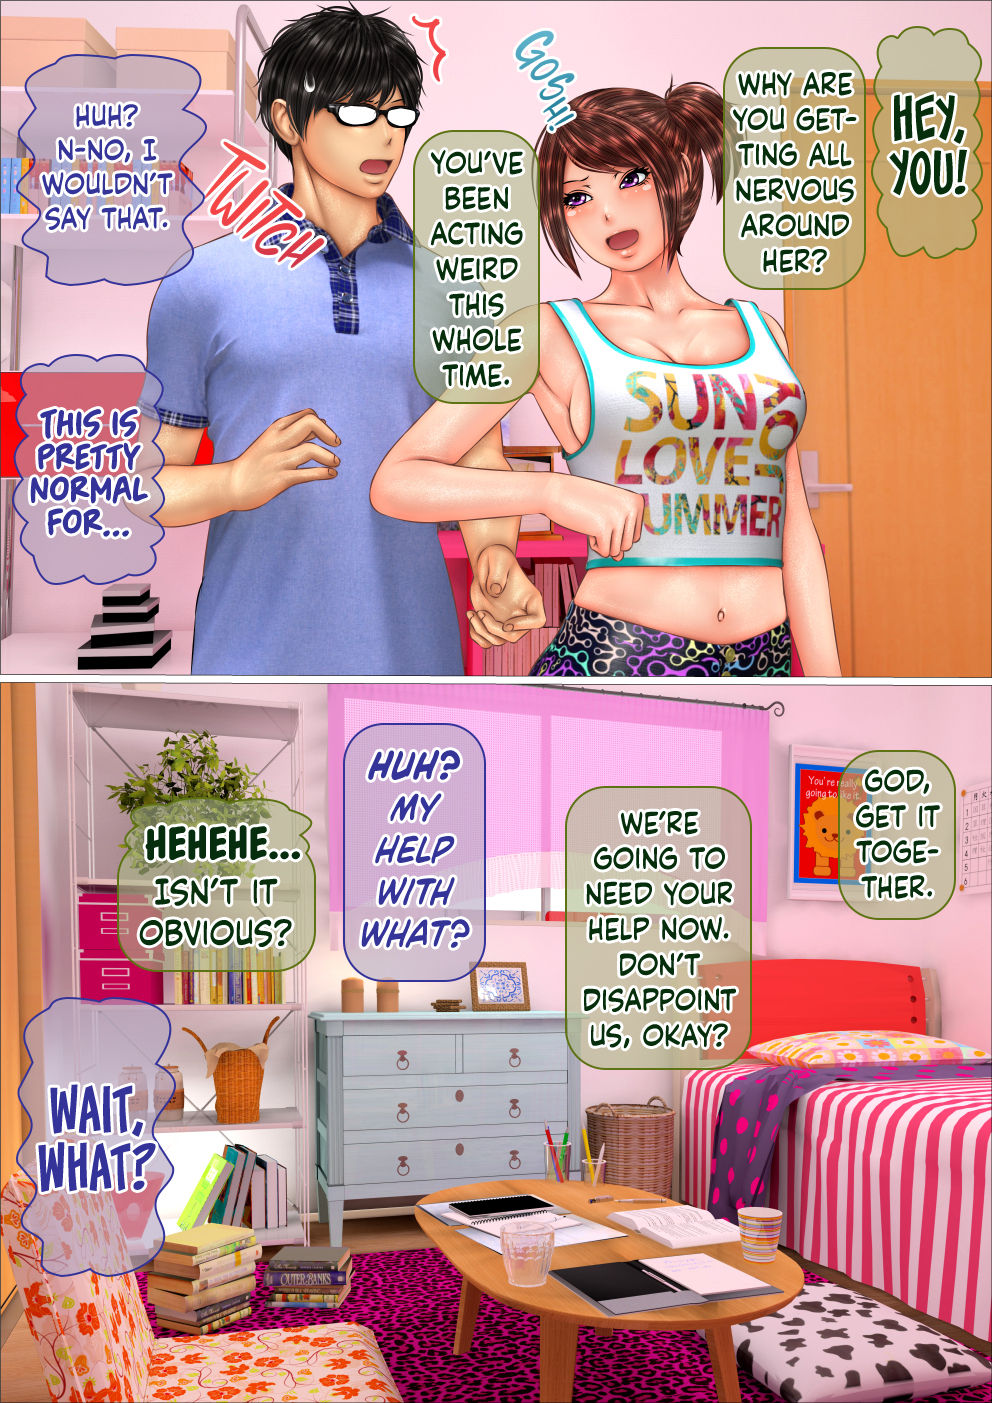 HEY,
YOU!
WHY ARE
YOU GET-
TING ALL
NERVOUS
AROUND
HER?
GOSH!
YOU'VE
BEEN
ACTING
WEIRD
THIS
WHOLE
TIME.
TWITCH
HUH?
N-NO, I
WOULDN'T
SAY THAT.
THIS IS
PRETTY
NORMAL
FOR...
SUN
LOVE
SUMMER
GOD,
GET IT
TOGE-
THER.
You're really
going to like it
WE'RE
GOING TO
NEED YOUR
HELP NOW.
DON'T
DISAPPOINT
US, OKAY?
HUH?
MY
HELP
WITH
WHAT?
HEHEHE...
ISN'T IT
OBVIOUS?
WAIT,
WHAT?
OUTER BANKS